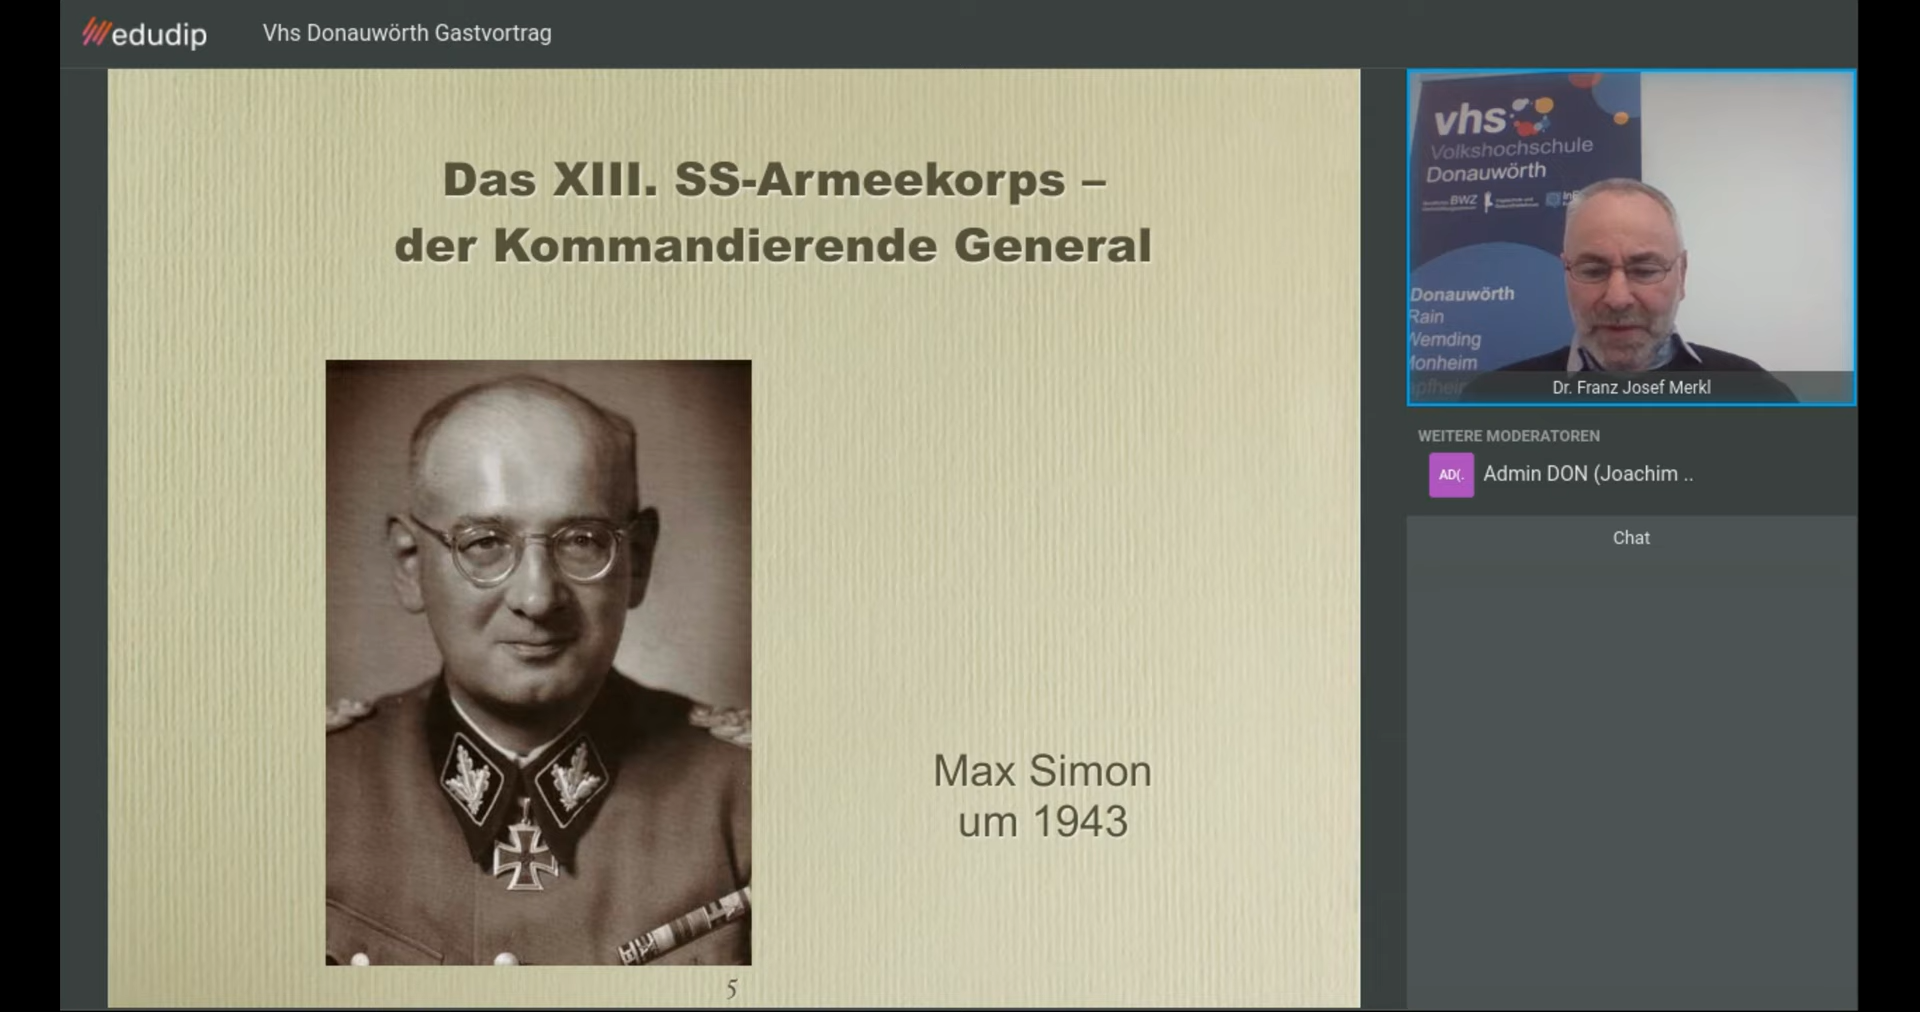 edudip
Vhs Donauwörth Gastvortrag
Das XIII. SS-Armeekorps –
der Kommandierende General
Max Simon
um 1943
5
vhs
Volkshochschule
Donauwörth
BWZ
Donauwörth
Rain
Wemding
Monheim
Dr. Franz Josef Merkl
WEITERE MODERATOREN
AD(.
Admin DON (Joachim ..
Chat